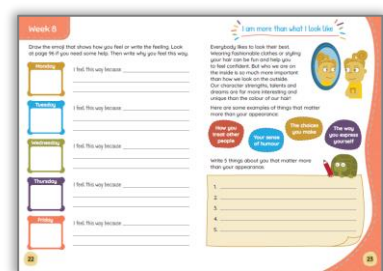 Week 8
Draw the emoji that shows how you feel or write the feeling. Look
at page 96 if you need some help. Then write why you feel this way.
Monday
I feel this way because
Tuesday
I feel this way because
Wednesday
I feel this way because
Thursday
I feel this way because
Friday
I feel this way because
22
I am more than what I look like
Everybody likes to look their best.
Wearing fashionable clothes or styling
your hair can be fun and help you
to feel confident. But who we are on
the inside is so much more important
than how we look on the outside.
Our character strengths, talents and
dreams are far more interesting and
unique than the colour of our hair!
Here are some examples of things that matter
more than your appearance.
How you
treat other
people
Your sense
of humour
The choices
you make
The way
you express
yourself
Write 5 things about you that matter more
than your appearance.
1.
2.
3.
4.
5.
23